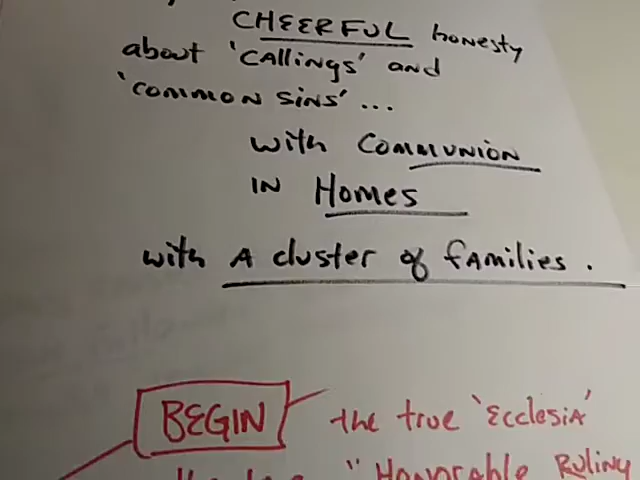 CHEERFUL honesty
about 'CALLINGS' and
'COMMON SINS' ...
with COMMUNION
IN HOMES
with A cluster of FAMILIES.
BEGIN the true 'Ecclesia'
"HONORABLE RULING